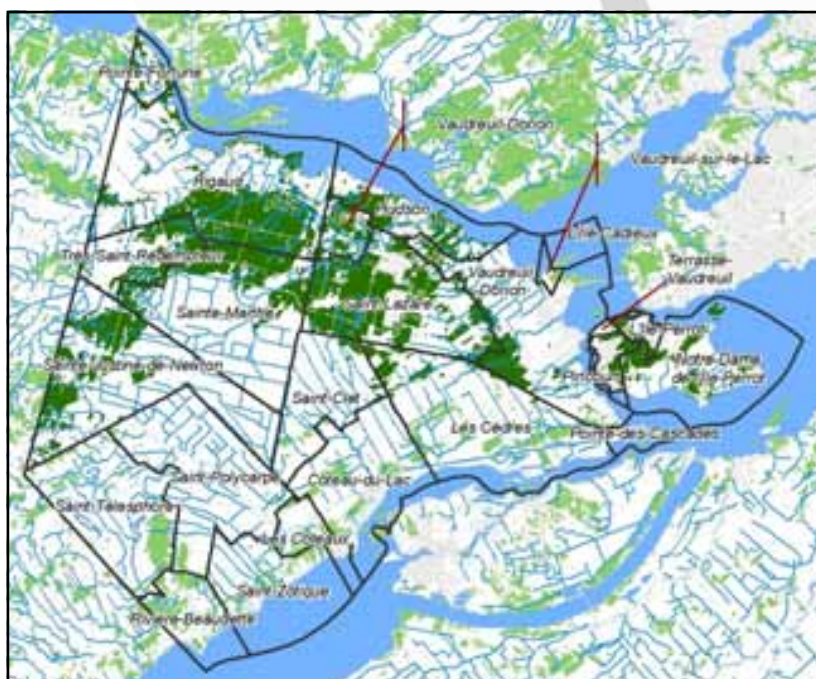 Pointe-Fortune
Vaudreuil-Dorion
Vaudreuil-sur-le-Lac
Rigaud
Hudson
L'Île-Cadieux
Très-Saint-Rédempteur
Terrasse-
Vaudreuil
Vaudreuil
-Dorion
Sainte-Marthe
Saint-Lazare
L'Île-Perrot
Sainte-Justine-de-Newton
Notre-Dame
de-l'Île-Perrot
Pincourt
Saint-Clet
Les Cèdres
Pointe-des-Cascades
Saint-Polycarpe
Coteau-du-Lac
Saint-Télesphore
Les Coteaux
Saint-Zotique
Rivière-Beaudette